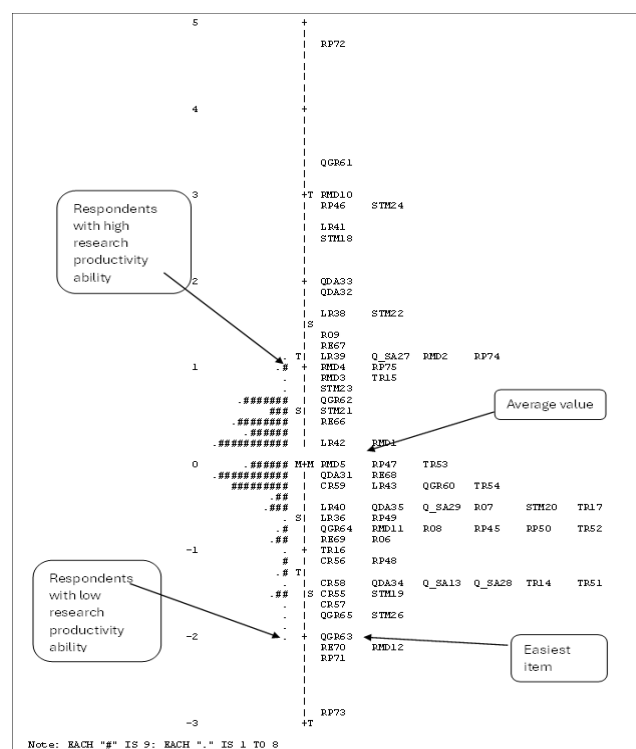 5 +
RP72
4 +
QGR61
3 +T RMD10
RP46 STM24
LR41
STM18
2 + QDA33
QDA32
LR38 STM22
S
RO9
RE67
. T LR39 Q_SA27 RMD2 RP74
1 .# + RMD4 RP75
. RMD3 TR15
. STM23
.####### QGR62
### S STM21
.####### RE66
.######
.########### LR42 RMD1
0 .###### M+M RMD5 RP47 TR53
.########### QDA31 RE68
######### CR59 LR43 QGR60 TR54
.##
.### LR40 QDA35 Q_SA29 RO7 STM20 TR17
. S LR36 RP49
.# QGR64 RMD11 RO8 RP45 RP50 TR52
.## RE69 RO6
-1 . + TR16
.# CR56 RP48
.# T
. CR58 QDA34 Q_SA13 Q_SA28 TR14 TR51
.## S CR55 STM19
. CR57
. QGR65 STM26
.
-2 . + QGR63
RE70 RMD12
RP71
RP73
-3 +T
Respondents
with high
research
productivity
ability
Average value
Respondents
with low
research
productivity
ability
Easiest
item
Note: EACH "#" IS 9: EACH "." IS 1 TO 8